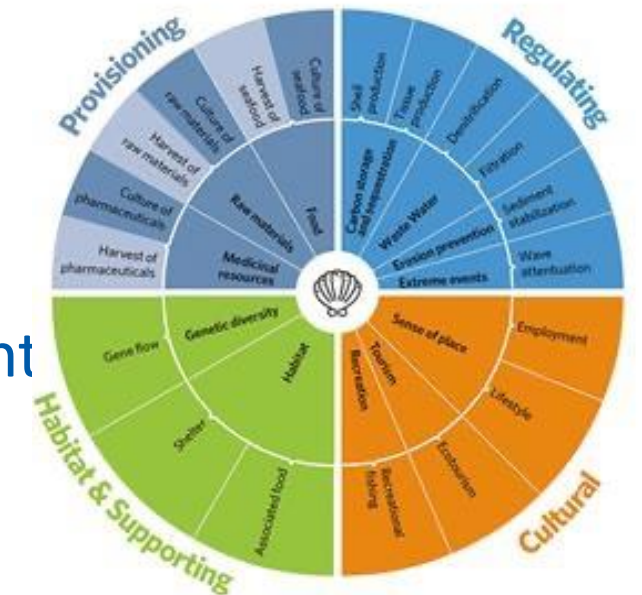 Provisioning
Culture of
seafood
Harvest of
seafood
Culture of
raw materials
Harvest of
raw materials
Culture of
pharmaceuticals
Harvest of
pharmaceuticals
Food
Raw materials
Medicinal
resources
Regulating
Shell
production
Tissue
production
Denitrification
Filtration
Sediment
stabilization
Wave
attentuation
Carbon storage
and sequestration
Waste Water
Erosion prevention
Extreme events
nt
Habitat & Supporting
Genetic diversity
Habitat
Gene flow
Shelter
Associated food
Cultural
Sense of place
Tourism
Recreation
Employment
Lifestyle
Ecotourism
Recreational
fishing